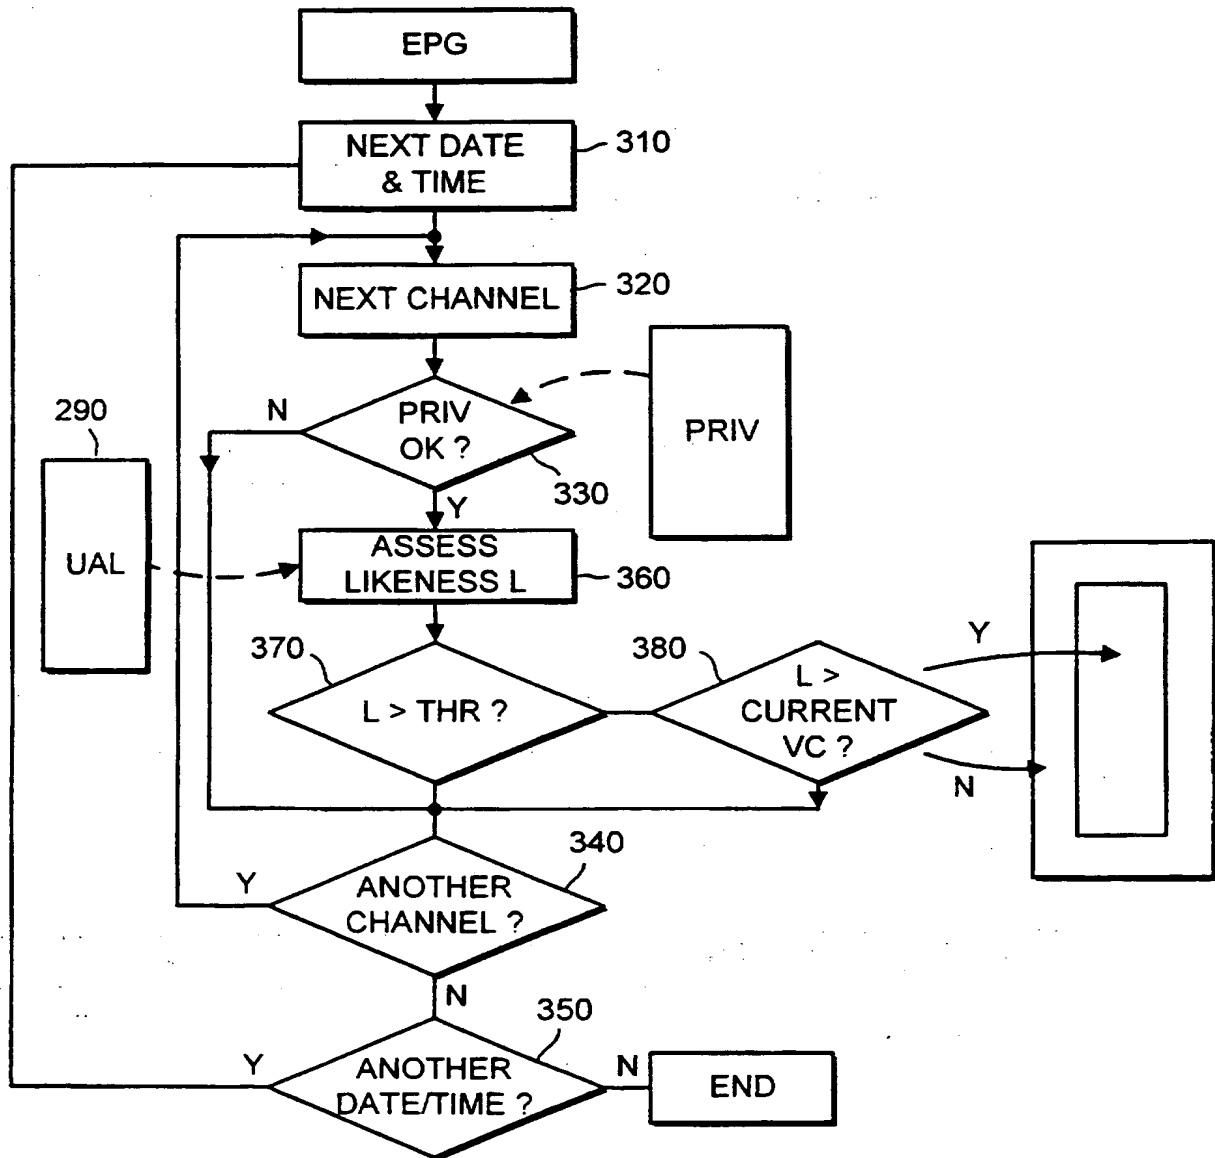 EPG
NEXT DATE
& TIME
310
NEXT CHANNEL
320
N
PRIV
OK ?
330
PRIV
290
Y
UAL
ASSESS
LIKENESS L
360
370
L > THR ?
380
L >
CURRENT
VC ?
Y
N
340
Y
ANOTHER
CHANNEL ?
N
350
Y
ANOTHER
DATE/TIME ?
N
END